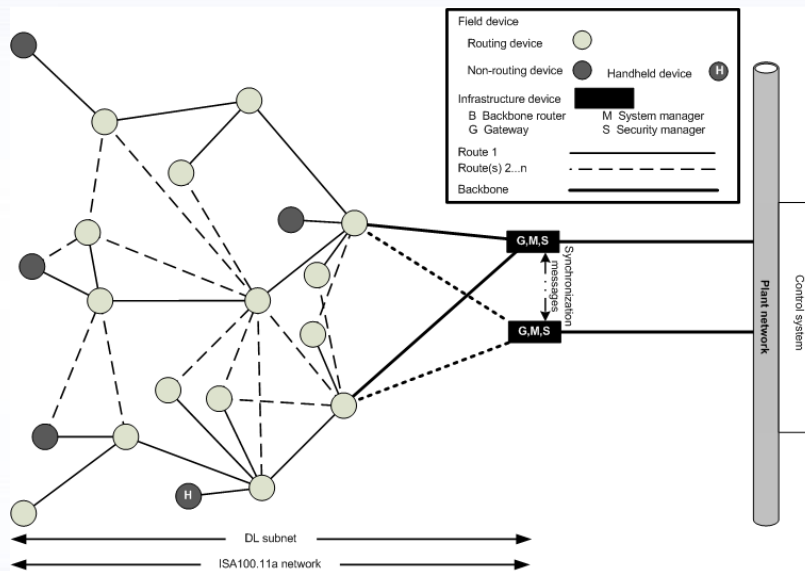 Field device
Routing device
Non-routing device
Handheld device
H
Infrastructure device
B Backbone router
M System manager
G Gateway
S Security manager
Route 1
Route(s) 2...n
Backbone
G,M,S
Synchronization
messages
G,M,S
Plant network
Control system
H
DL subnet
ISA100.11a network